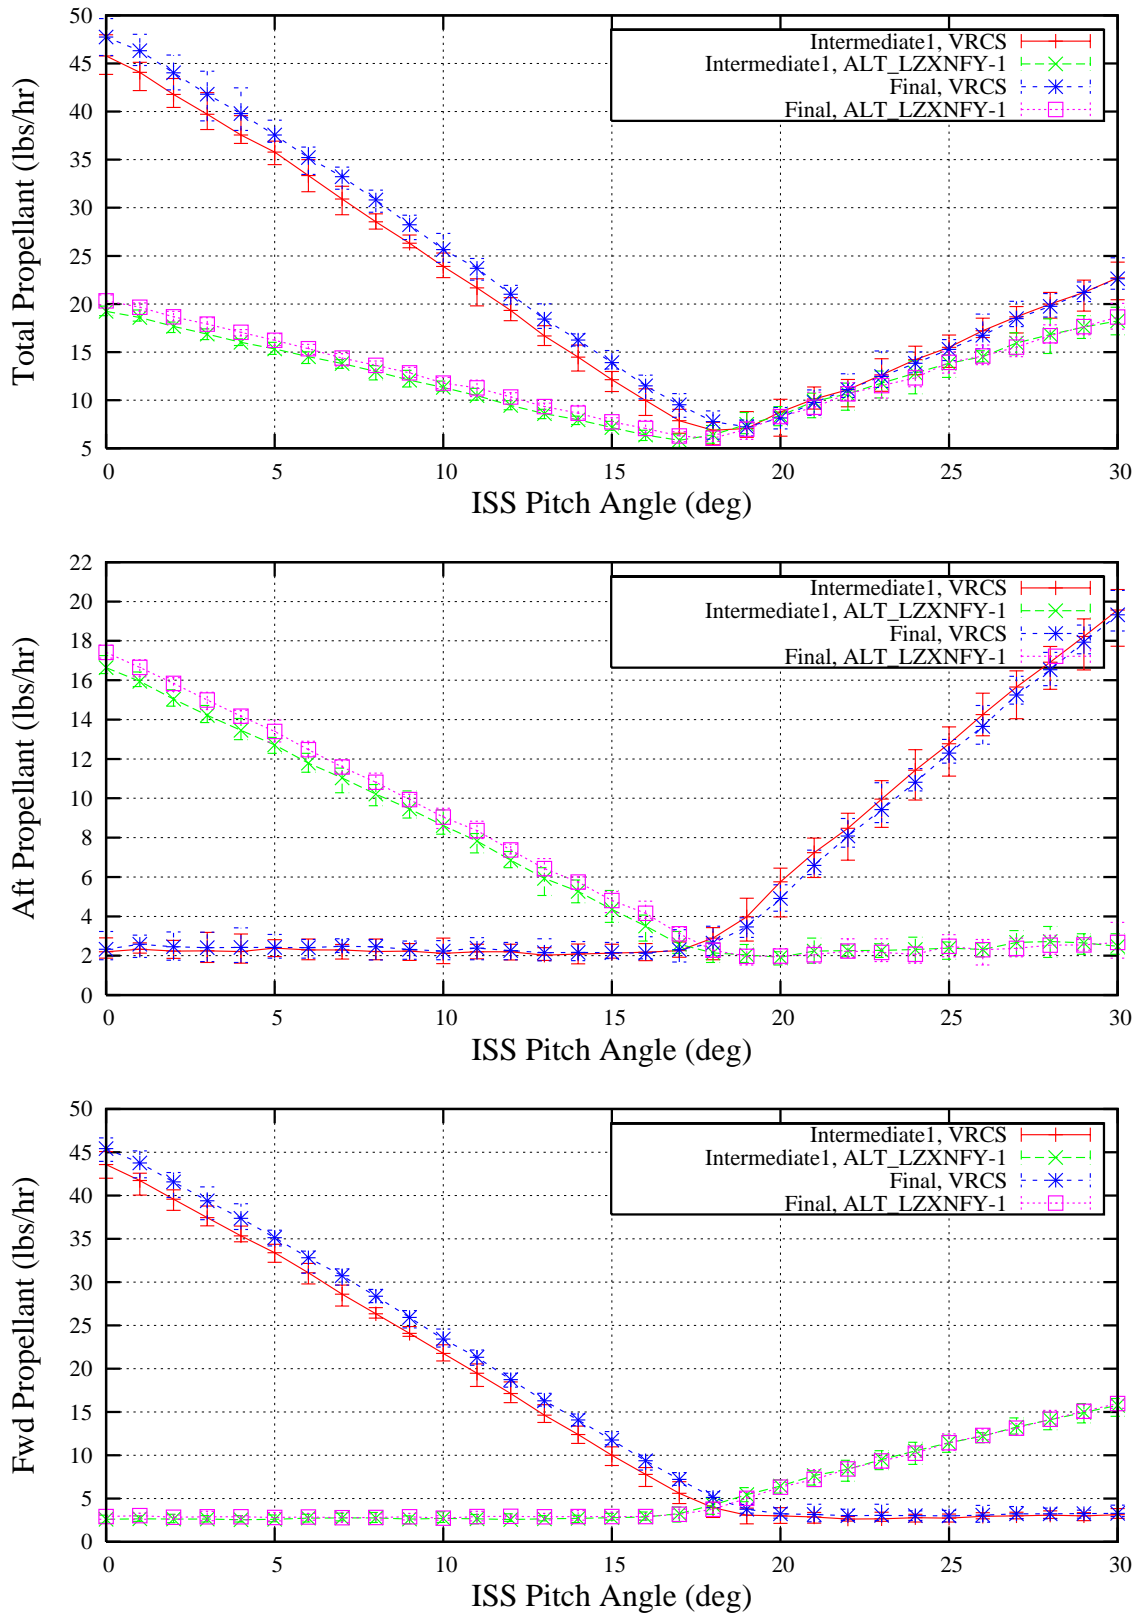 50
45
40
35
30
25
20
15
10
5
Total Propellant (lbs/hr)
Intermediate1, VRCS
Intermediate1, ALT_LZXNFY-1
Final, VRCS
Final, ALT_LZXNFY-1
0 5 10 15 20 25 30
ISS Pitch Angle (deg)
22
20
18
16
14
12
10
8
6
4
2
0
Aft Propellant (lbs/hr)
Intermediate1, VRCS
Intermediate1, ALT_LZXNFY-1
Final, VRCS
Final, ALT_LZXNFY-1
0 5 10 15 20 25 30
ISS Pitch Angle (deg)
50
45
40
35
30
25
20
15
10
5
0
Fwd Propellant (lbs/hr)
Intermediate1, VRCS
Intermediate1, ALT_LZXNFY-1
Final, VRCS
Final, ALT_LZXNFY-1
0 5 10 15 20 25 30
ISS Pitch Angle (deg)